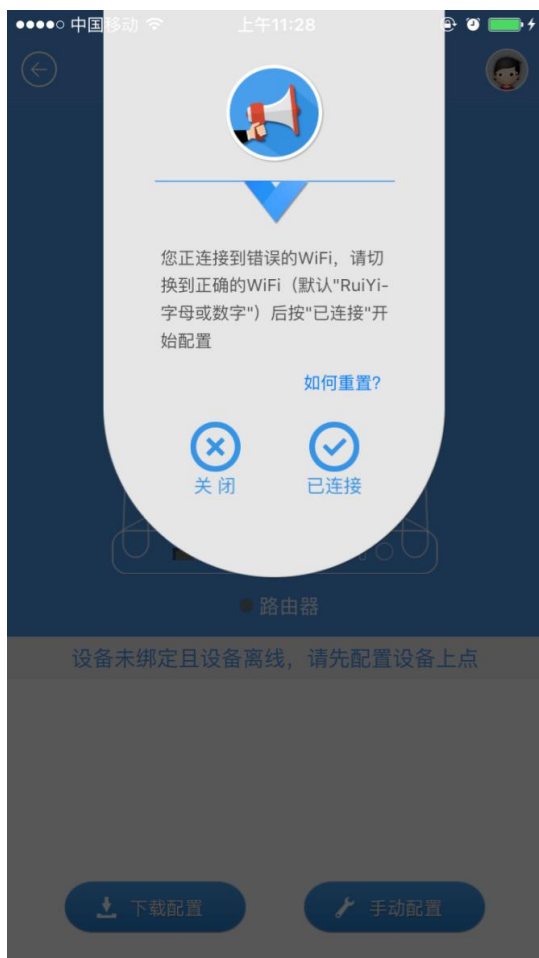 中国移动
上午11:28
您正连接到错误的WiFi，请切
换到正确的WiFi（默认"RuiYi-
字母或数字"）后按"已连接"开
始配置
如何重置?
关 闭
已连接
路由器
设备未绑定且设备离线，请先配置设备上点
下载配置
手动配置